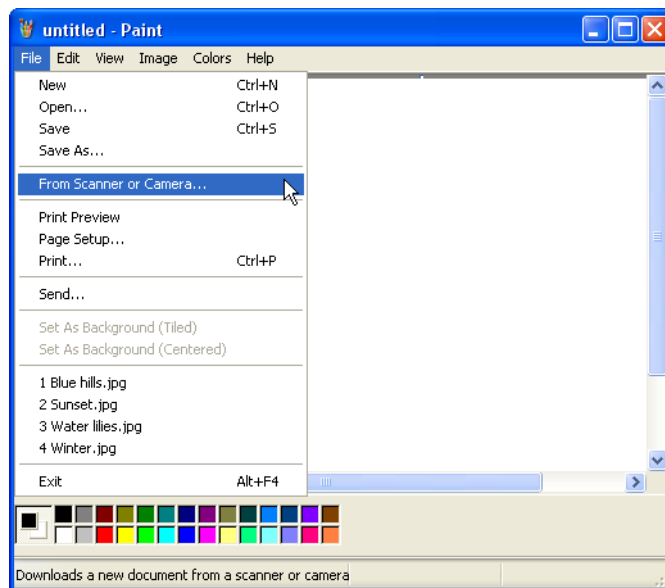 untitled - Paint
File Edit View Image Colors Help
New Ctrl+N
Open... Ctrl+O
Save Ctrl+S
Save As...
From Scanner or Camera...
Print Preview
Page Setup...
Print... Ctrl+P
Send...
Set As Background (Tiled)
Set As Background (Centered)
1 Blue hills.jpg
2 Sunset.jpg
3 Water lilies.jpg
4 Winter.jpg
Exit Alt+F4
Downloads a new document from a scanner or camera